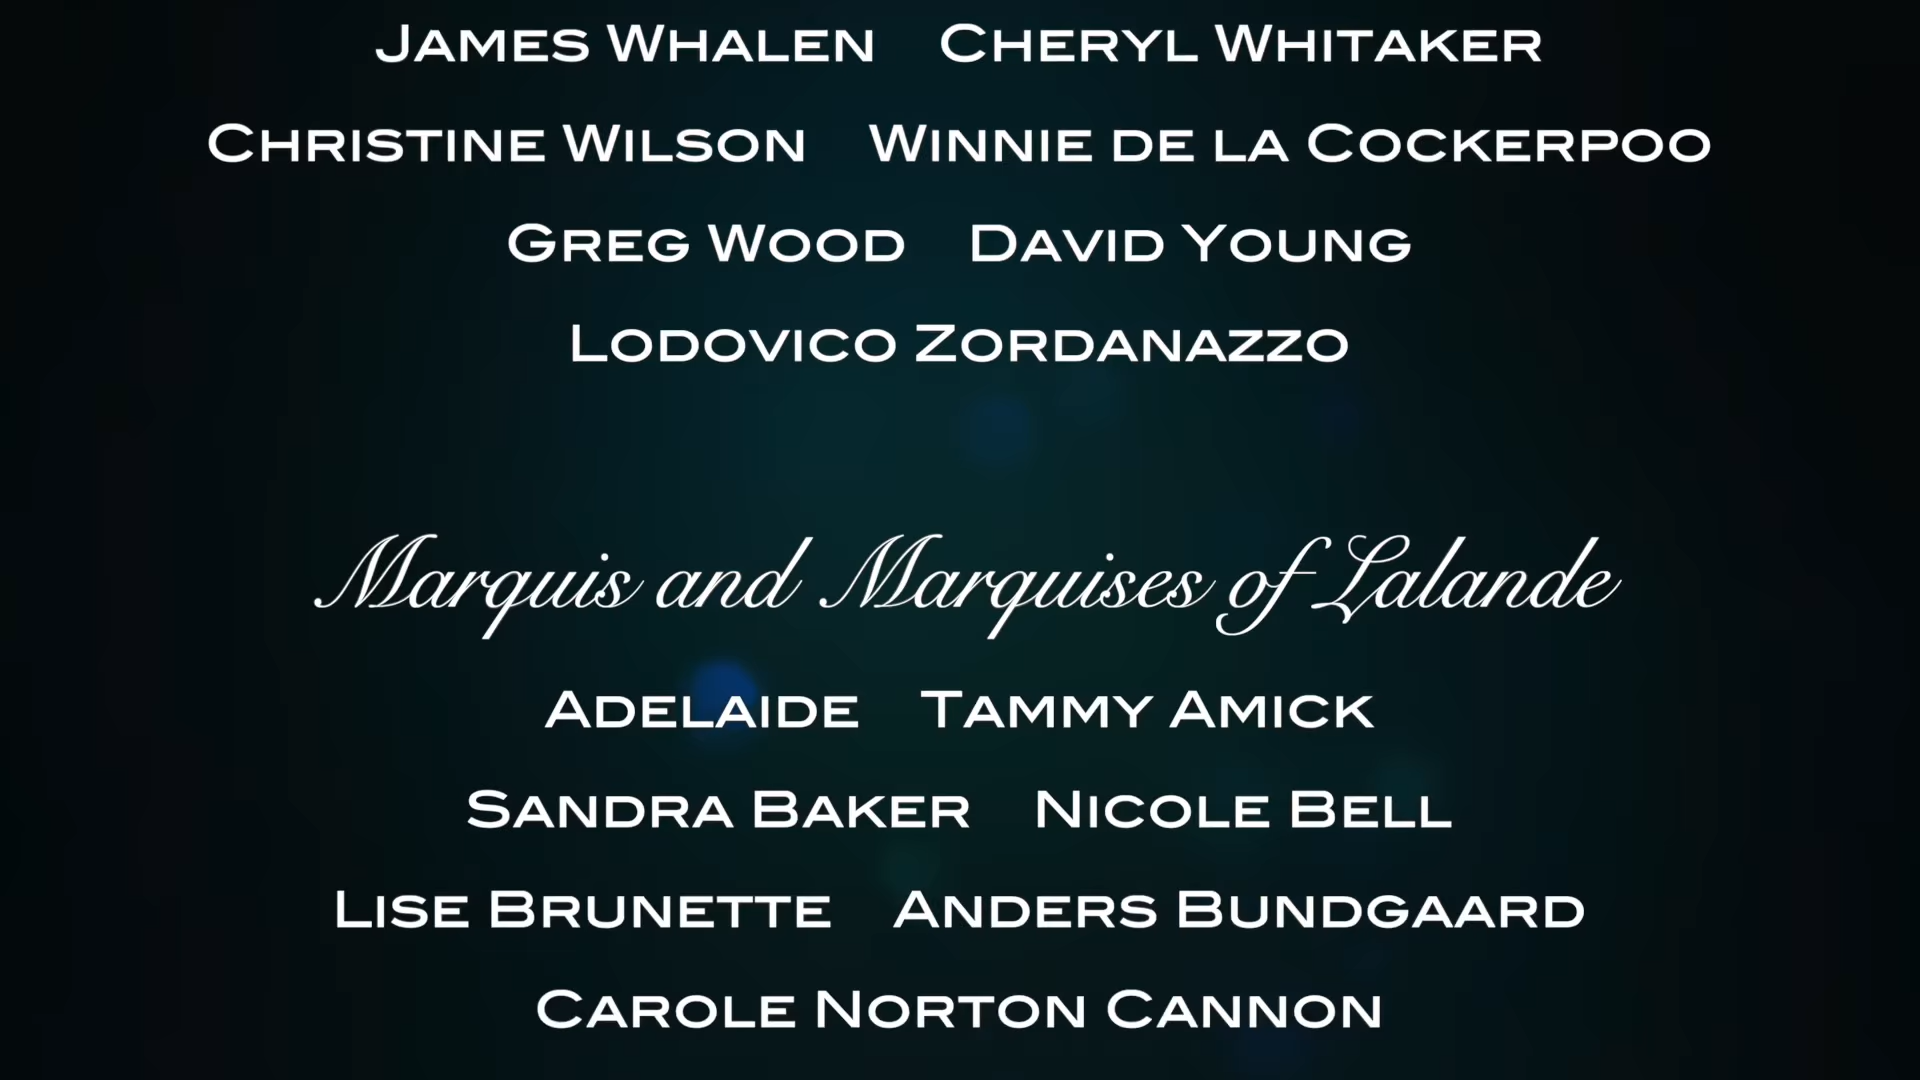 James Whalen Cheryl Whitaker
Christine Wilson Winnie de la Cockerpoo
Greg Wood David Young
Lodovico Zordanazzo
Marquis and Marquises of Lalande
Adelaide Tammy Amick
Sandra Baker Nicole Bell
Lise Brunette Anders Bundgaard
Carole Norton Cannon